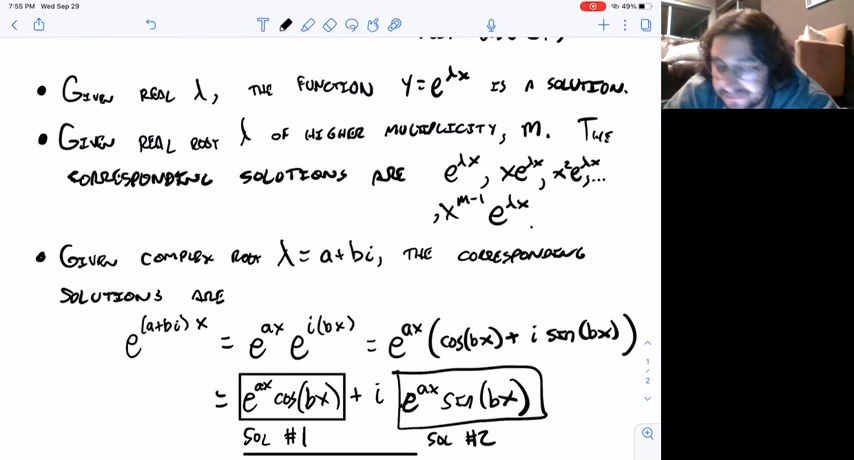 7:55 PM Wed Sep 29
49%
• GIVEN REAL λ, THE FUNCTION y=e^{λx} IS A SOLUTION.
• GIVEN REAL ROOT λ OF HIGHER MULTIPLICITY, m. THE
CORRESPONDING SOLUTIONS ARE e^{λx}, xe^{λx}, x²e^{λx},...
,x^{m-1} e^{λx}.
• GIVEN COMPLEX ROOT λ=a+bi, THE CORRESPONDING
SOLUTIONS ARE
e^{(a+bi)x} = e^{ax} e^{i(bx)} = e^{ax}(cos(bx)+ i sin(bx))
= e^{ax} cos(bx) + i e^{ax} sin(bx)
SOL #1 SOL #2
1
/
2